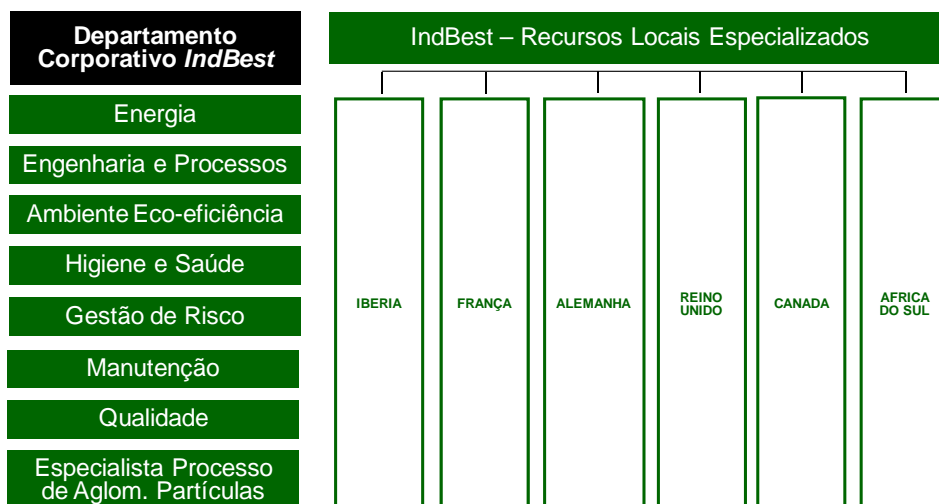 Departamento
Corporativo IndBest
IndBest – Recursos Locais Especializados
Energia
Engenharia e Processos
Ambiente Eco-eficiência
Higiene e Saúde
Gestão de Risco
Manutenção
Qualidade
Especialista Processo
de Aglom. Partículas
IBERIA
FRANÇA
ALEMANHA
REINO
UNIDO
CANADA
AFRICA
DO SUL